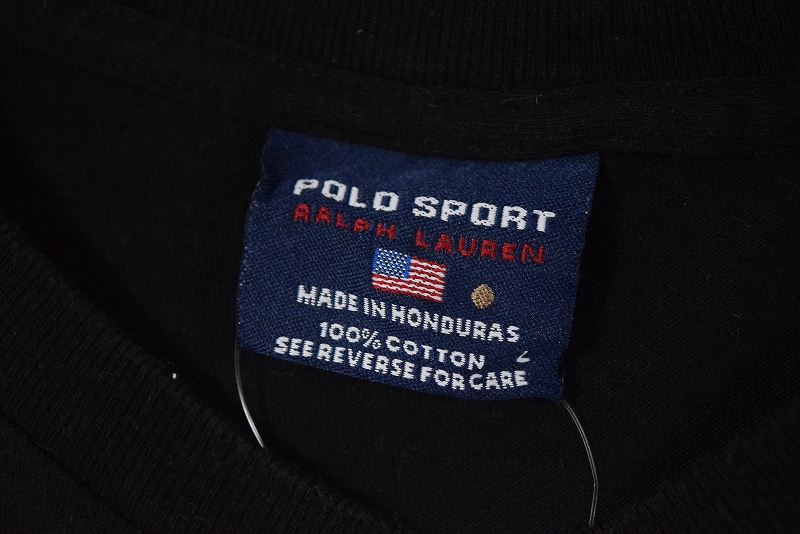 POLO SPORT
RALPH LAUREN
MADE IN HONDURAS
100% COTTON
SEE REVERSE FOR CARE